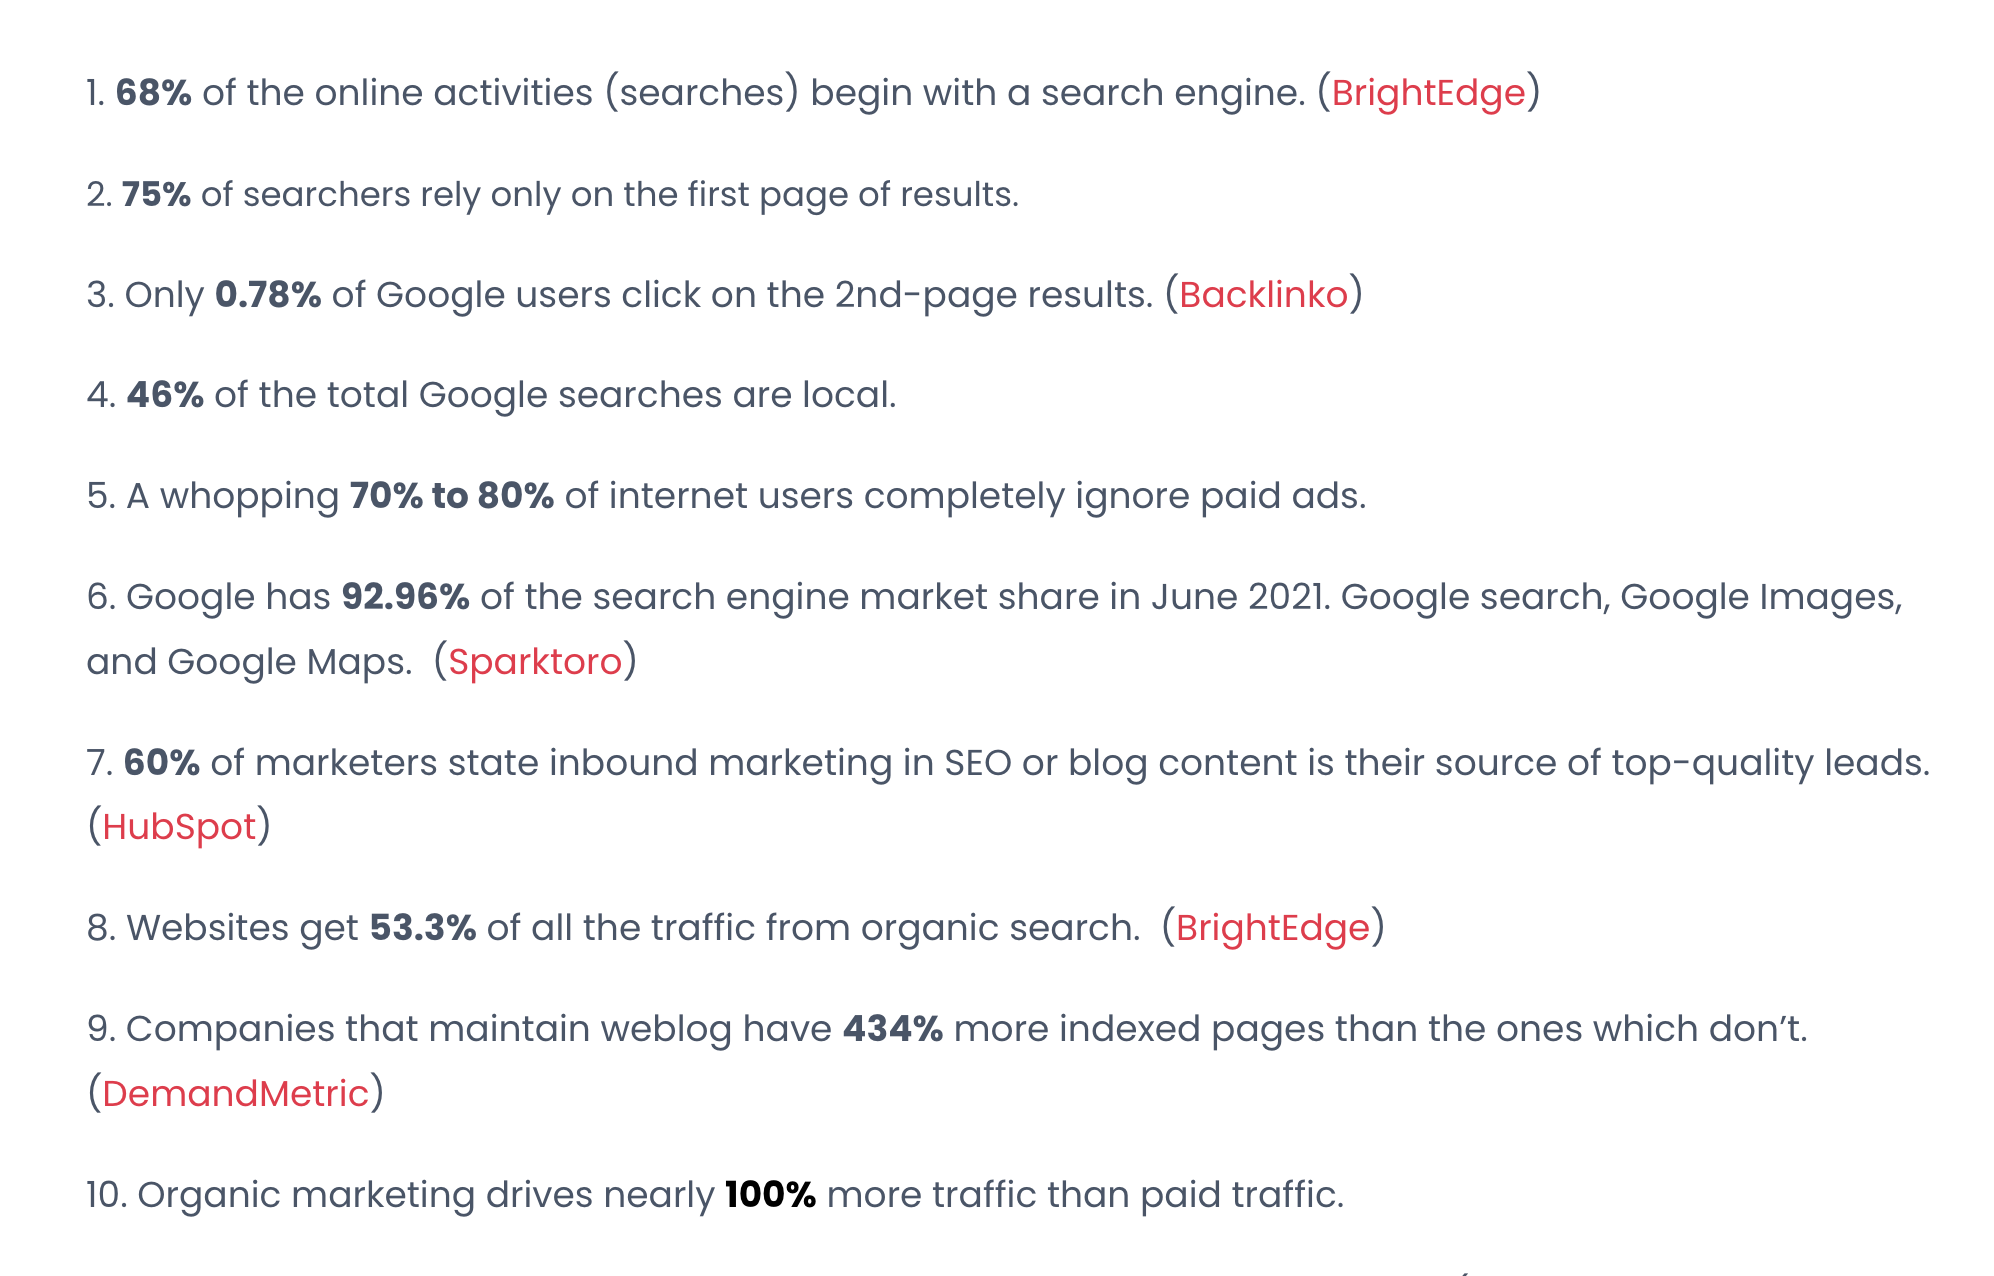 1. 68% of the online activities (searches) begin with a search engine. (BrightEdge)
2. 75% of searchers rely only on the first page of results.
3. Only 0.78% of Google users click on the 2nd-page results. (Backlinko)
4. 46% of the total Google searches are local.
5. A whopping 70% to 80% of internet users completely ignore paid ads.
6. Google has 92.96% of the search engine market share in June 2021. Google search, Google Images,
and Google Maps.  (Sparktoro)
7. 60% of marketers state inbound marketing in SEO or blog content is their source of top-quality leads.
(HubSpot)
8. Websites get 53.3% of all the traffic from organic search.  (BrightEdge)
9. Companies that maintain weblog have 434% more indexed pages than the ones which don’t.
(DemandMetric)
10. Organic marketing drives nearly 100% more traffic than paid traffic.